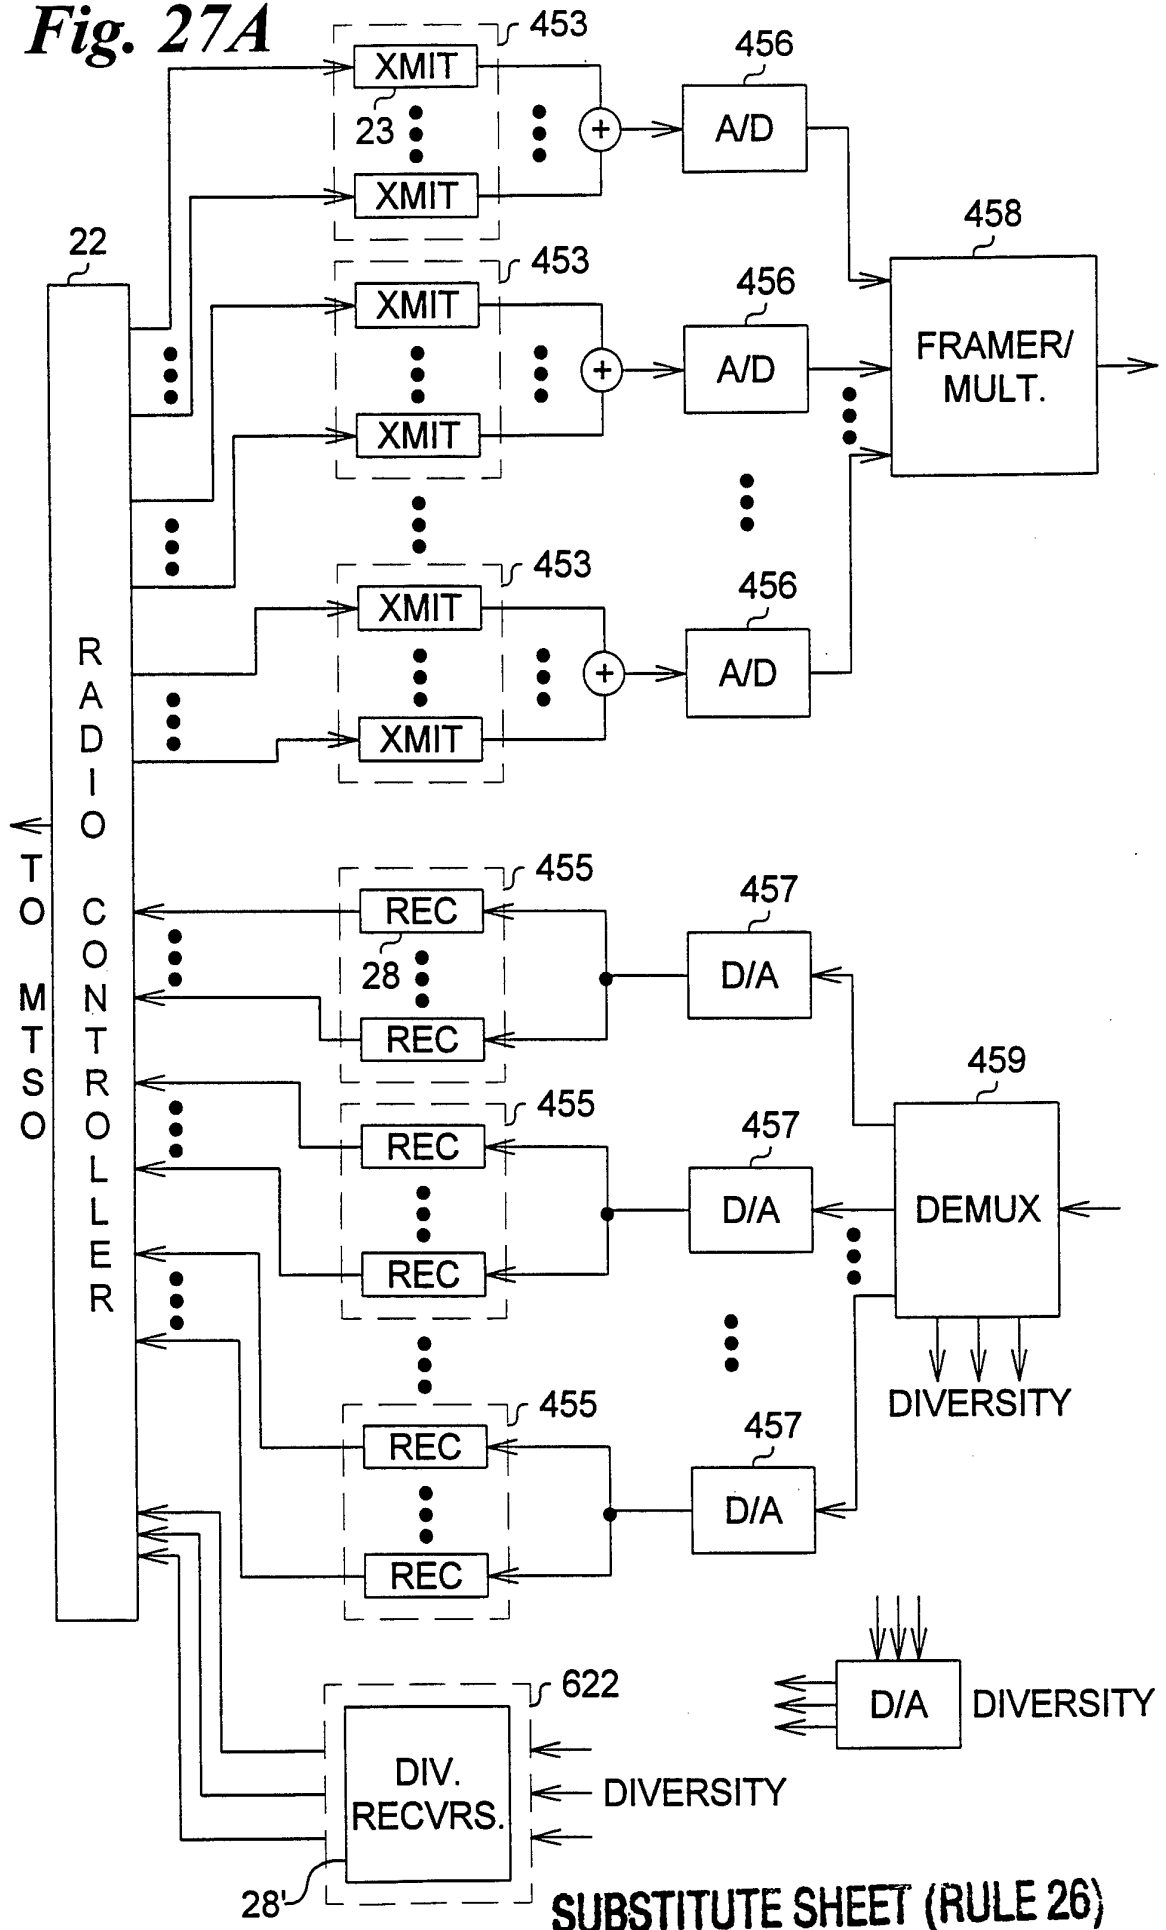 Fig. 27A
453
XMIT
23
XMIT
+
456
A/D
22
453
XMIT
XMIT
+
456
A/D
458
FRAMER/
MULT.
453
XMIT
XMIT
+
456
A/D
RADIO CONTROLLER
TO MTSO
455
REC
28
REC
457
D/A
455
REC
REC
457
D/A
459
DEMUX
DIVERSITY
455
REC
REC
457
D/A
622
DIV.
RECVRS.
28'
DIVERSITY
D/A
DIVERSITY
SUBSTITUTE SHEET (RULE 26)